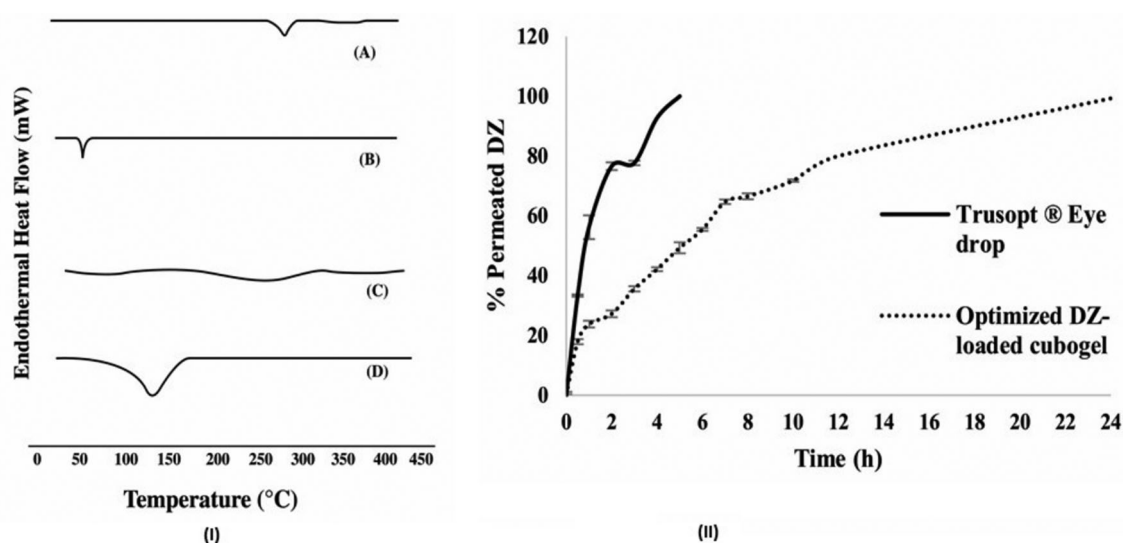 (A)
(B)
(C)
(D)
Endothermal Heat Flow (mW)
0 50 100 150 200 250 300 350 400 450
Temperature (°C)
(I)
120
100
80
60
40
20
0
% Permeated DZ
0 2 4 6 8 10 12 14 16 18 20 22 24
Time (h)
Trusopt ® Eye
drop
Optimized DZ-
loaded cubogel
(II)